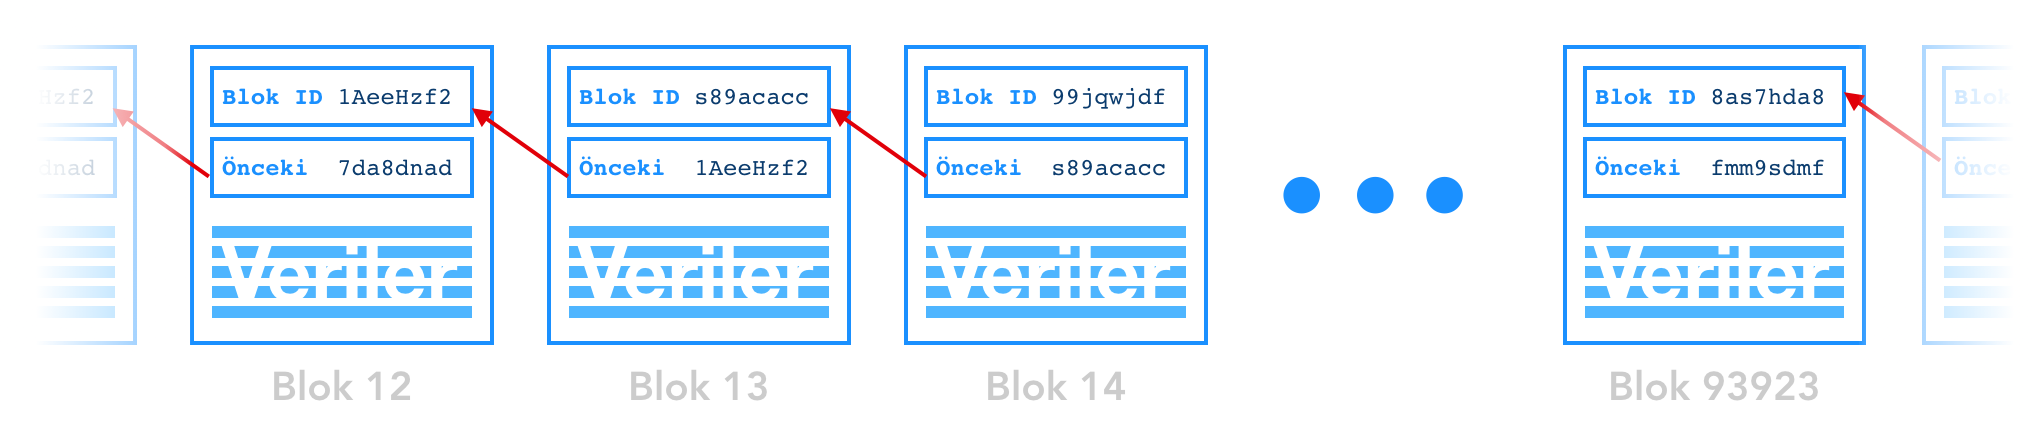 Hzf2
dnad
Blok ID 1AeeHzf2
Önceki 7da8dnad
Veriler
Blok 12
Blok ID s89acacc
Önceki 1AeeHzf2
Veriler
Blok 13
Blok ID 99jqwjdf
Önceki s89acacc
Veriler
Blok 14
Blok ID 8as7hda8
Önceki fmm9sdmf
Veriler
Blok 93923
Blok
Önce